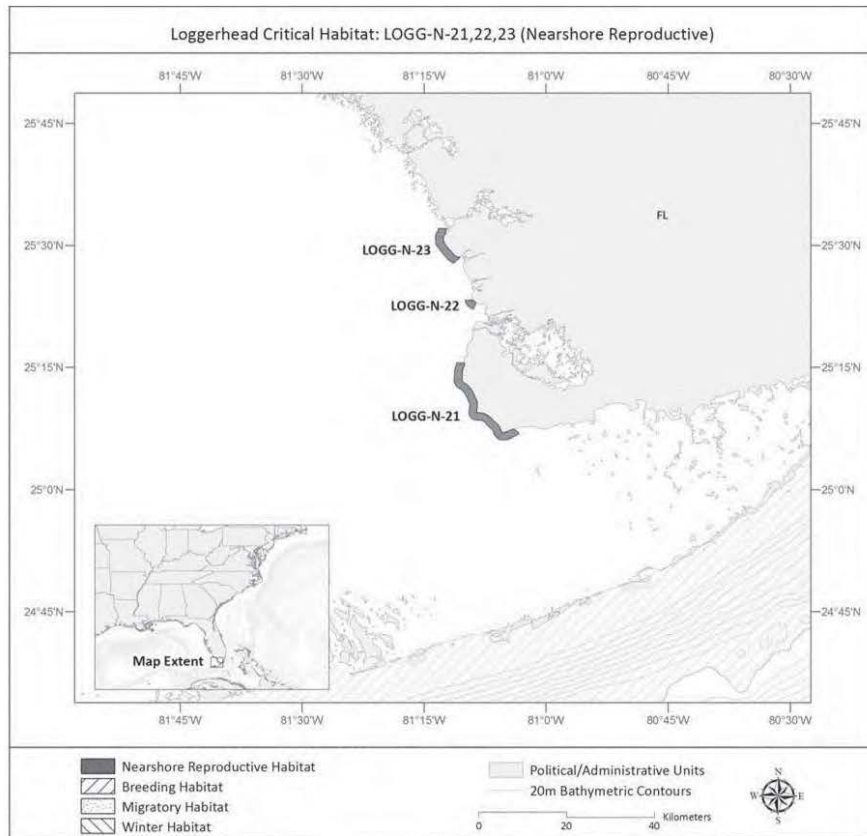 Loggerhead Critical Habitat: LOGG-N-21,22,23 (Nearshore Reproductive)
81°45'W 81°30'W 81°15'W 81°0'W 80°45'W 80°30'W
25°45'N 25°45'N
FL
25°30'N 25°30'N
LOGG-N-23
LOGG-N-22
25°15'N 25°15'N
LOGG-N-21
25°0'N 25°0'N
24°45'N 24°45'N
Map Extent
81°45'W 81°30'W 81°15'W 81°0'W 80°45'W 80°30'W
Nearshore Reproductive Habitat
Breeding Habitat
Migratory Habitat
Winter Habitat
Political/Administrative Units
20m Bathymetric Contours
Kilometers
0 20 40
N
W E
S